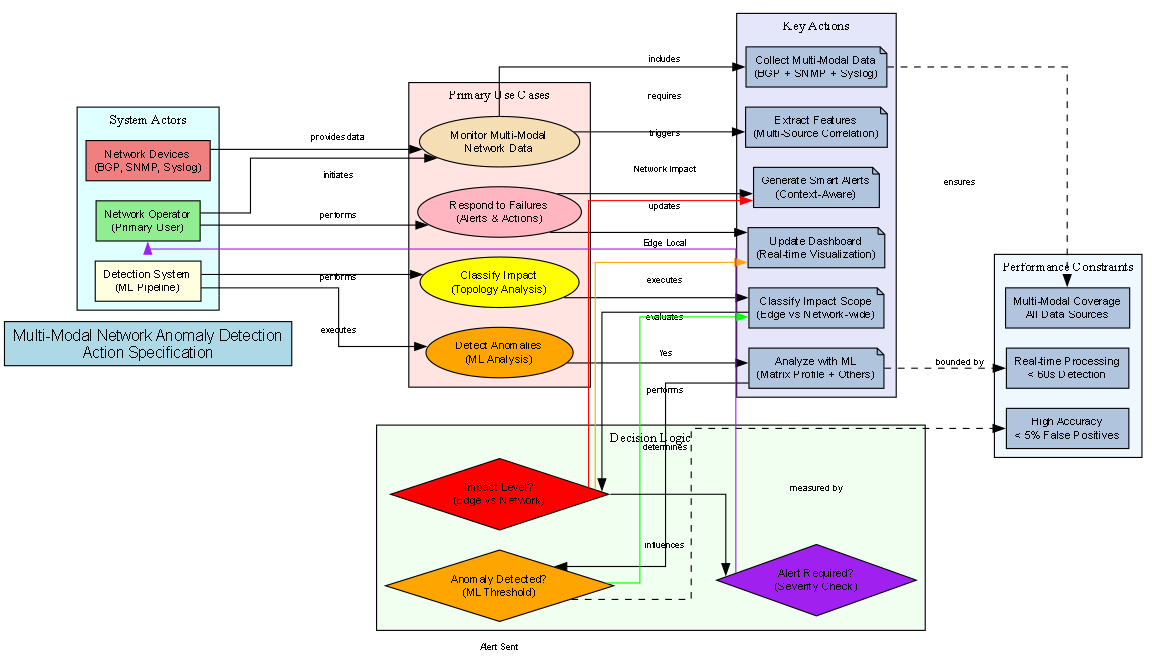 System Actors
Network Devices
(BGP, SNMP, Syslog)
Network Operator
(Primary User)
Detection System
(ML Pipeline)
Multi-Modal Network Anomaly Detection
Action Specification
provides data
initiates
performs
performs
executes
Primary Use Cases
Monitor Multi-Modal
Network Data
Respond to Failures
(Alerts & Actions)
Classify Impact
(Topology Analysis)
Detect Anomalies
(ML Analysis)
includes
requires
triggers
Network Impact
updates
Edge Local
executes
evaluates
Yes
performs
determines
influences
Key Actions
Collect Multi-Modal Data
(BGP + SNMP + Syslog)
Extract Features
(Multi-Source Correlation)
Generate Smart Alerts
(Context-Aware)
Update Dashboard
(Real-time Visualization)
Classify Impact Scope
(Edge vs Network-wide)
Analyze with ML
(Matrix Profile + Others)
ensures
bounded by
measured by
Performance Constraints
Multi-Modal Coverage
All Data Sources
Real-time Processing
< 60s Detection
High Accuracy
< 5% False Positives
Decision Logic
Impact Level?
(Edge vs Network)
Anomaly Detected?
(ML Threshold)
Alert Required?
(Severity Check)
Alert Sent